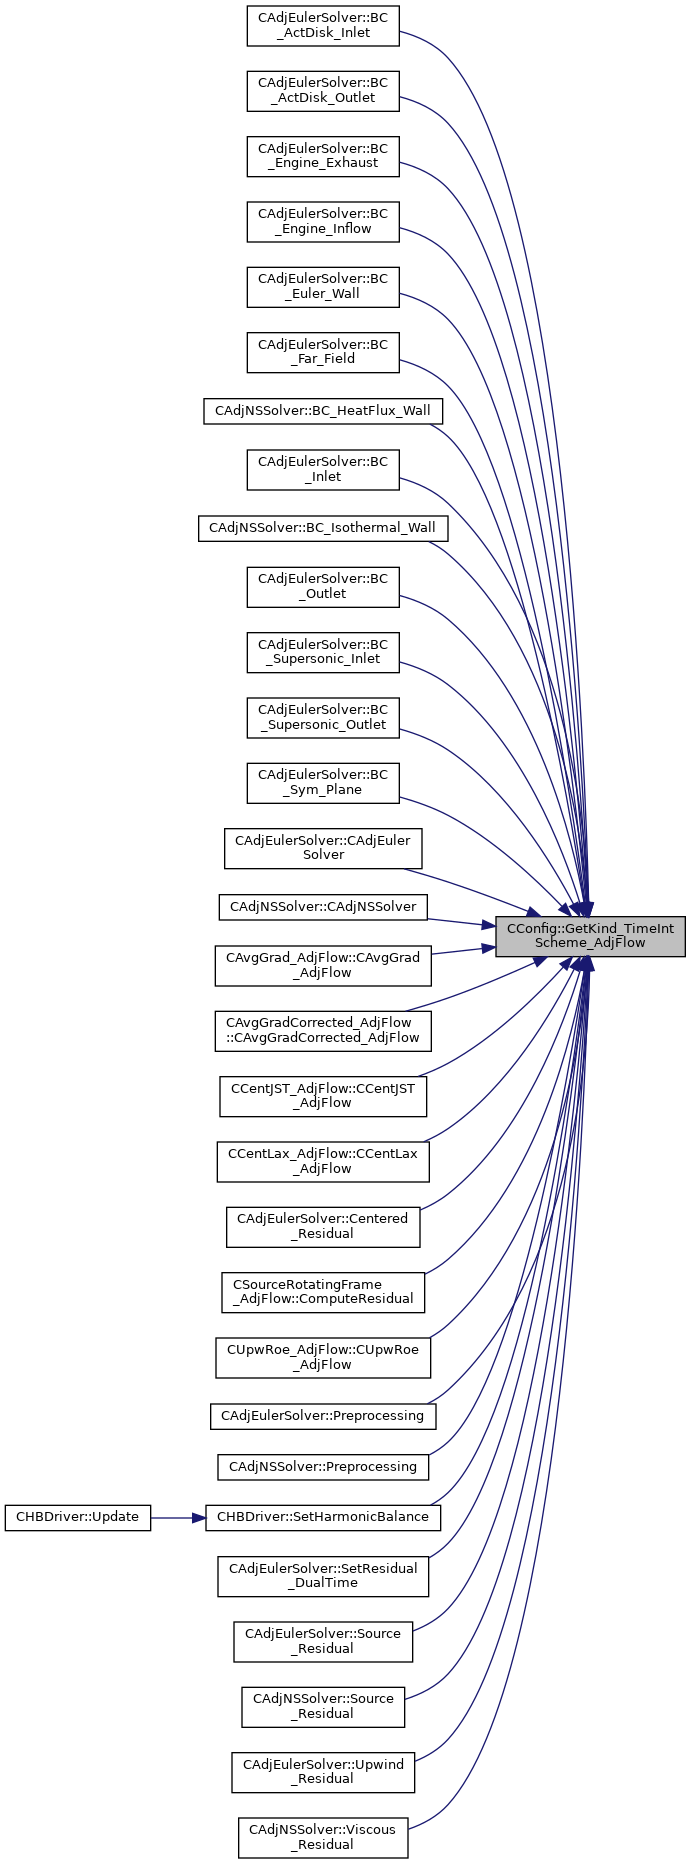 CAdjEulerSolver::BC
_ActDisk_Inlet
CAdjEulerSolver::BC
_ActDisk_Outlet
CAdjEulerSolver::BC
_Engine_Exhaust
CAdjEulerSolver::BC
_Engine_Inflow
CAdjEulerSolver::BC
_Euler_Wall
CAdjEulerSolver::BC
_Far_Field
CAdjNSSolver::BC_HeatFlux_Wall
CAdjEulerSolver::BC
_Inlet
CAdjNSSolver::BC_Isothermal_Wall
CAdjEulerSolver::BC
_Outlet
CAdjEulerSolver::BC
_Supersonic_Inlet
CAdjEulerSolver::BC
_Supersonic_Outlet
CAdjEulerSolver::BC
_Sym_Plane
CAdjEulerSolver::CAdjEuler
Solver
CAdjNSSolver::CAdjNSSolver
CConfig::GetKind_TimeInt
Scheme_AdjFlow
CAvgGrad_AdjFlow::CAvgGrad
_AdjFlow
CAvgGradCorrected_AdjFlow
::CAvgGradCorrected_AdjFlow
CCentJST_AdjFlow::CCentJST
_AdjFlow
CCentLax_AdjFlow::CCentLax
_AdjFlow
CAdjEulerSolver::Centered
_Residual
CSourceRotatingFrame
_AdjFlow::ComputeResidual
CUpwRoe_AdjFlow::CUpwRoe
_AdjFlow
CAdjEulerSolver::Preprocessing
CAdjNSSolver::Preprocessing
CHBDriver::Update
CHBDriver::SetHarmonicBalance
CAdjEulerSolver::SetResidual
_DualTime
CAdjEulerSolver::Source
_Residual
CAdjNSSolver::Source
_Residual
CAdjEulerSolver::Upwind
_Residual
CAdjNSSolver::Viscous
_Residual